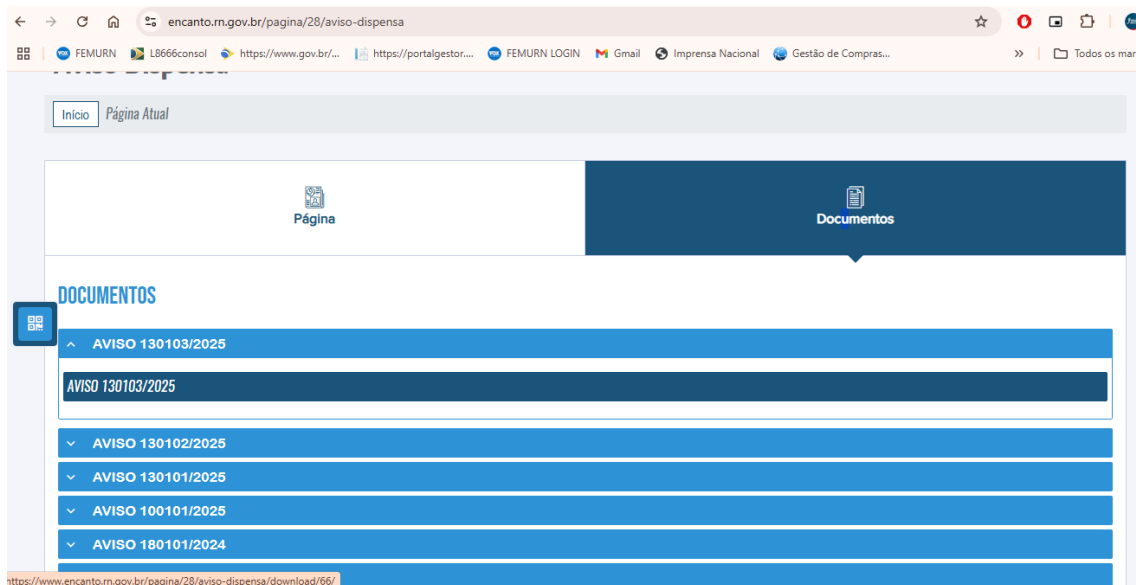 encanto.rn.gov.br/pagina/28/aviso-dispensa
FEMURN L8666consol https://www.gov.br/... https://portalgestor.... FEMURN LOGIN Gmail Imprensa Nacional Gestão de Compras... » Todos os mar
Aviso Dispensa
Início Página Atual
Página Documentos
DOCUMENTOS
AVISO 130103/2025
AVISO 130103/2025
AVISO 130102/2025
AVISO 130101/2025
AVISO 100101/2025
AVISO 180101/2024
https://www.encanto.rn.gov.br/pagina/28/aviso-dispensa/download/66/